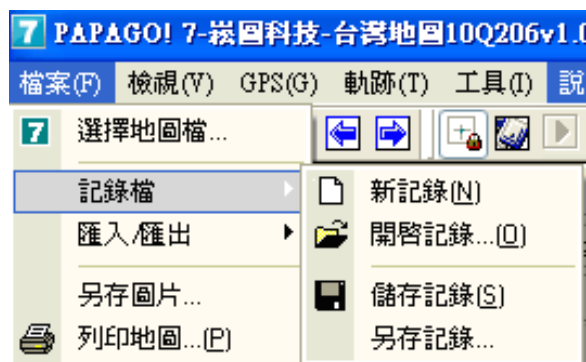 7 PAPAGO! 7-崧圖科技-台灣地圖10Q206v1.0
檔案(F) 檢視(V) GPS(G) 軌跡(T) 工具(I) 說
7 選擇地圖檔...
記錄檔
匯入/匯出
另存圖片...
列印地圖...(P)
新記錄(N)
開啓記錄...(O)
儲存記錄(S)
另存記錄...